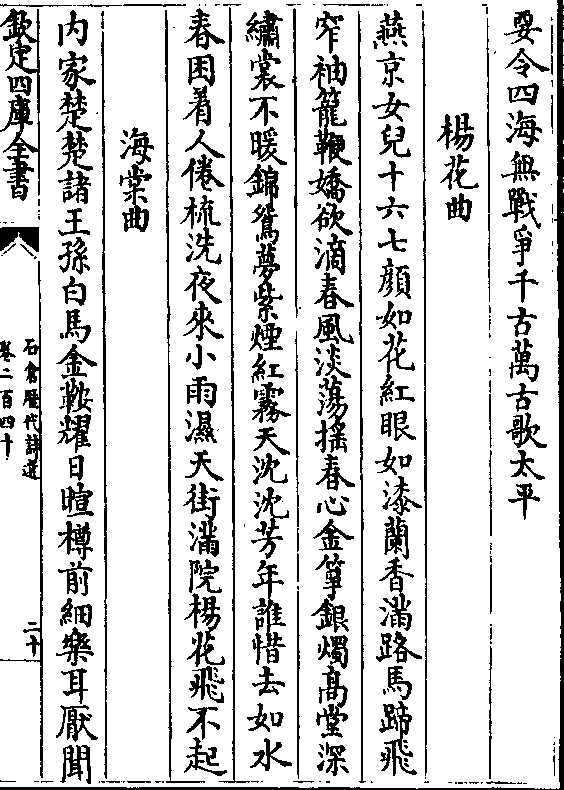 要令四海無戰爭千古萬古歌太平
楊花曲
燕京女兒十六七顔如花紅眼如漆蘭香滿路馬蹄飛
窄袖籠鞭嬌欲滴春風淡蕩揺春心金箏銀燭髙堂深
繡裳不暖錦鴛夢紫煙紅霧天沈沈芳年誰惜去如水
春困着人倦梳洗夜來小雨濕天街滿院楊花飛不起
海棠曲
内家楚楚諸王孫白馬金鞍耀日暄樽前細樂耳厭聞
欽定四庫全書
石倉歴代詩選
卷二百四十
二十